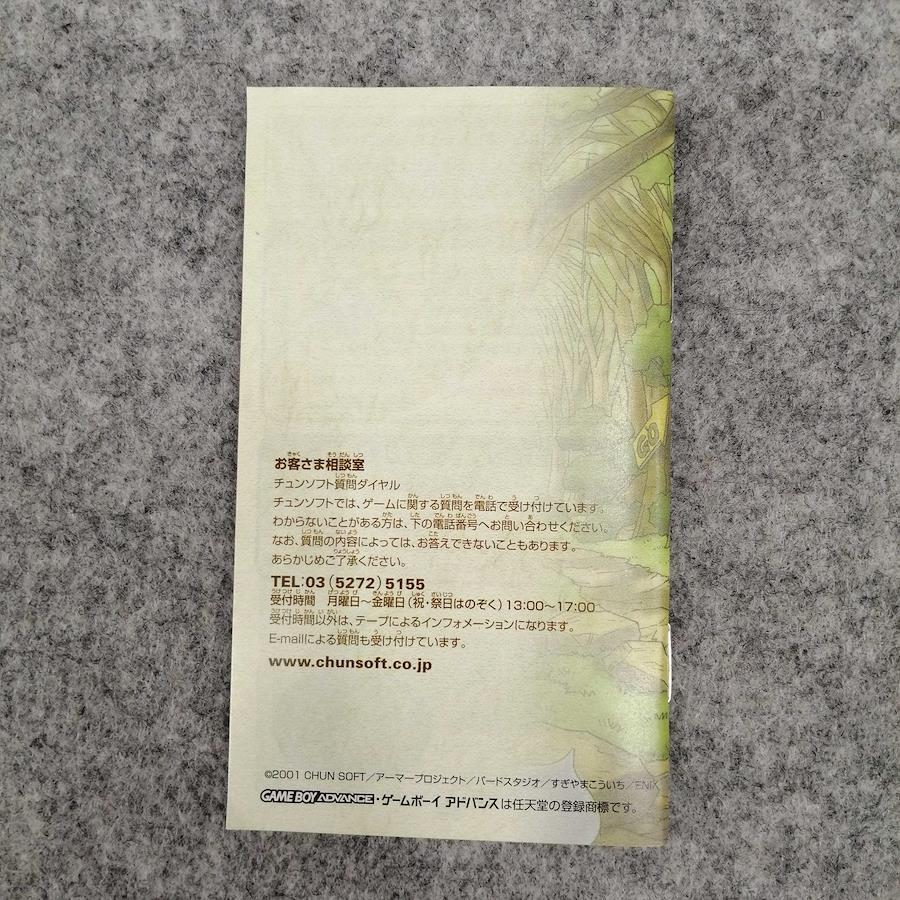 お客さま相談室
チュンソフト質問ダイヤル
チュンソフトでは、ゲームに関する質問を電話で受け付けています。
わからないことがある方は、下の電話番号へお問い合わせください。
なお、質問の内容によっては、お答えできないこともあります。
あらかじめご了承ください。
TEL:03(5272)5155
受付時間 月曜日〜金曜日(祝・祭日はのぞく)13:00〜17:00
受付時間以外は、テープによるインフォメーションになります。
E-mailによる質問も受け付けています。
www.chunsoft.co.jp
©2001 CHUN SOFT/アーマープロジェクト/バードスタジオ/すぎやまこういち/ENIX
GAME BOY ADVANCE・ゲームボーイ アドバンスは任天堂の登録商標です。
GO